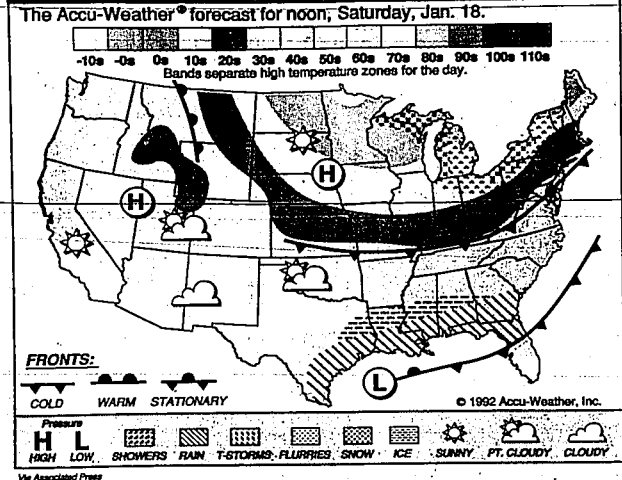 The Accu-Weather® forecast for noon, Saturday, Jan. 18.
-10s -0s 0s 10s 20s 30s 40s 50s 60s 70s 80s 90s 100s 110s
Bands separate high temperature zones for the day.
H
H
L
FRONTS:
COLD WARM STATIONARY
© 1992 Accu-Weather, Inc.
Pressure
H L
HIGH LOW SHOWERS RAIN T-STORMS FLURRIES SNOW ICE SUNNY PT. CLOUDY CLOUDY
Via Associated Press